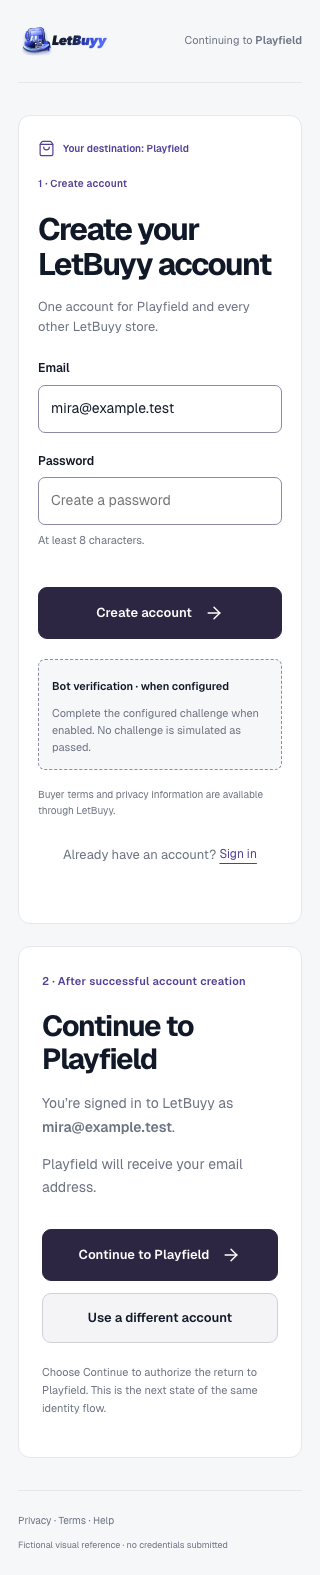 LetBuyy
Continuing to Playfield
Your destination: Playfield
1 · Create account
Create your
LetBuyy account
One account for Playfield and every
other LetBuyy store.
Email
mira@example.test
Password
Create a password
At least 8 characters.
Create account
Bot verification · when configured
Complete the configured challenge when
enabled. No challenge is simulated as
passed.
Buyer terms and privacy information are available
through LetBuyy.
Already have an account? Sign in
2 · After successful account creation
Continue to
Playfield
You're signed in to LetBuyy as
mira@example.test.
Playfield will receive your email
address.
Continue to Playfield
Use a different account
Choose Continue to authorize the return to
Playfield. This is the next state of the same
identity flow.
Privacy · Terms · Help
Fictional visual reference · no credentials submitted